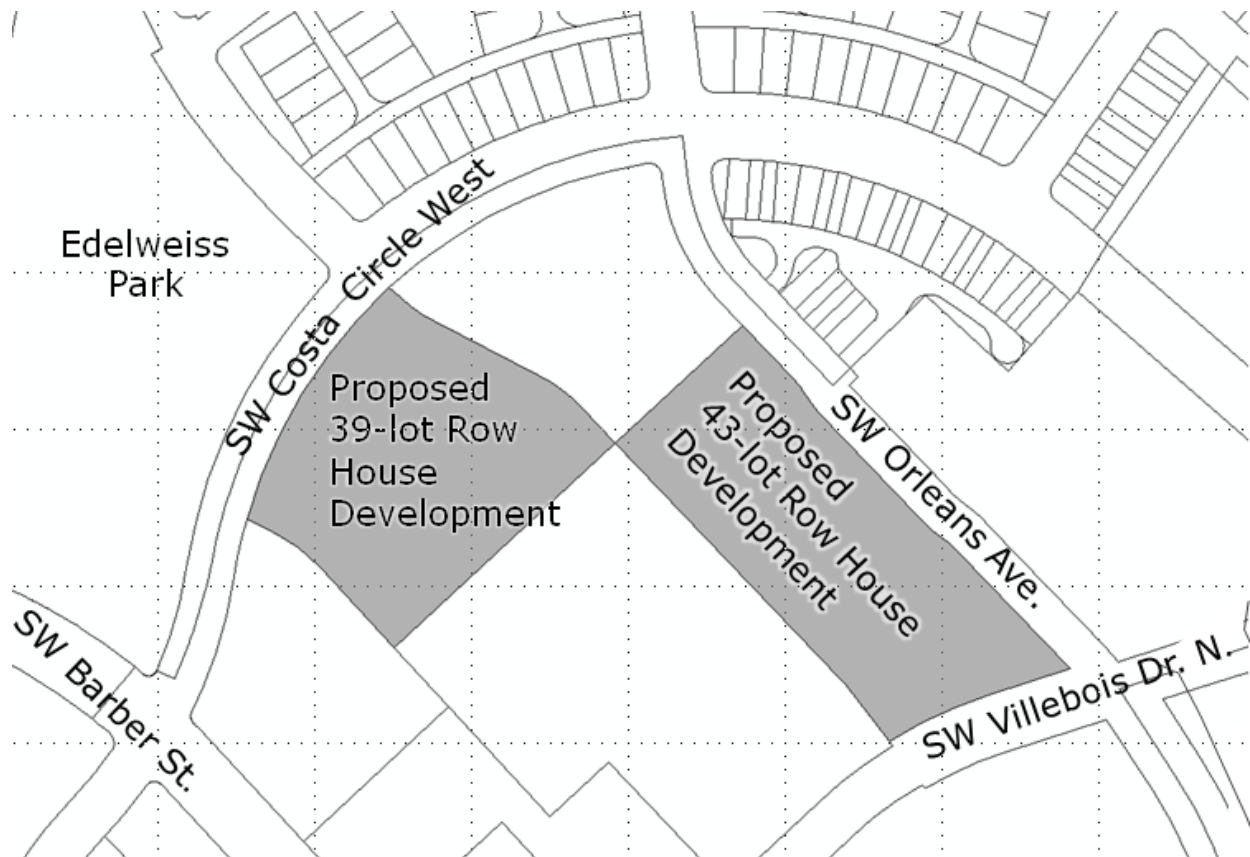 SW Costa Circle West
Edelweiss
Park
Proposed
39-lot Row
House
Development
Proposed
43-lot Row House
Development
SW Orleans Ave.
SW Barber St.
SW Villebois Dr. N.